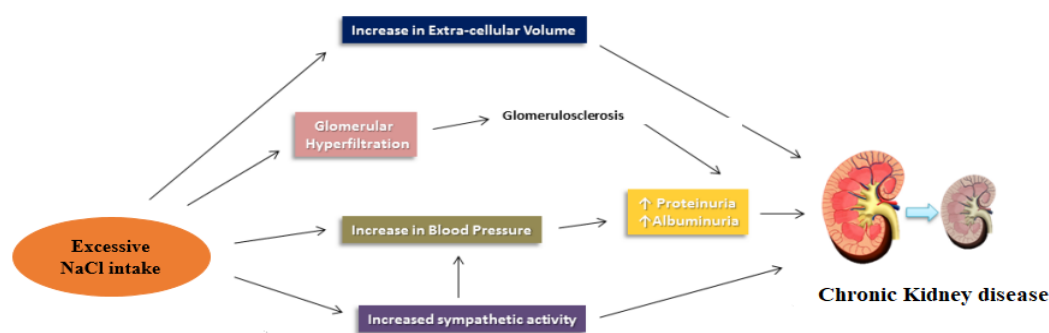 Increase in Extra-cellular Volume
Glomerular
Hyperfiltration
Glomerulosclerosis
↑ Proteinuria
↑Albuminuria
Increase in Blood Pressure
Excessive
NaCl intake
Chronic Kidney disease
Increased sympathetic activity